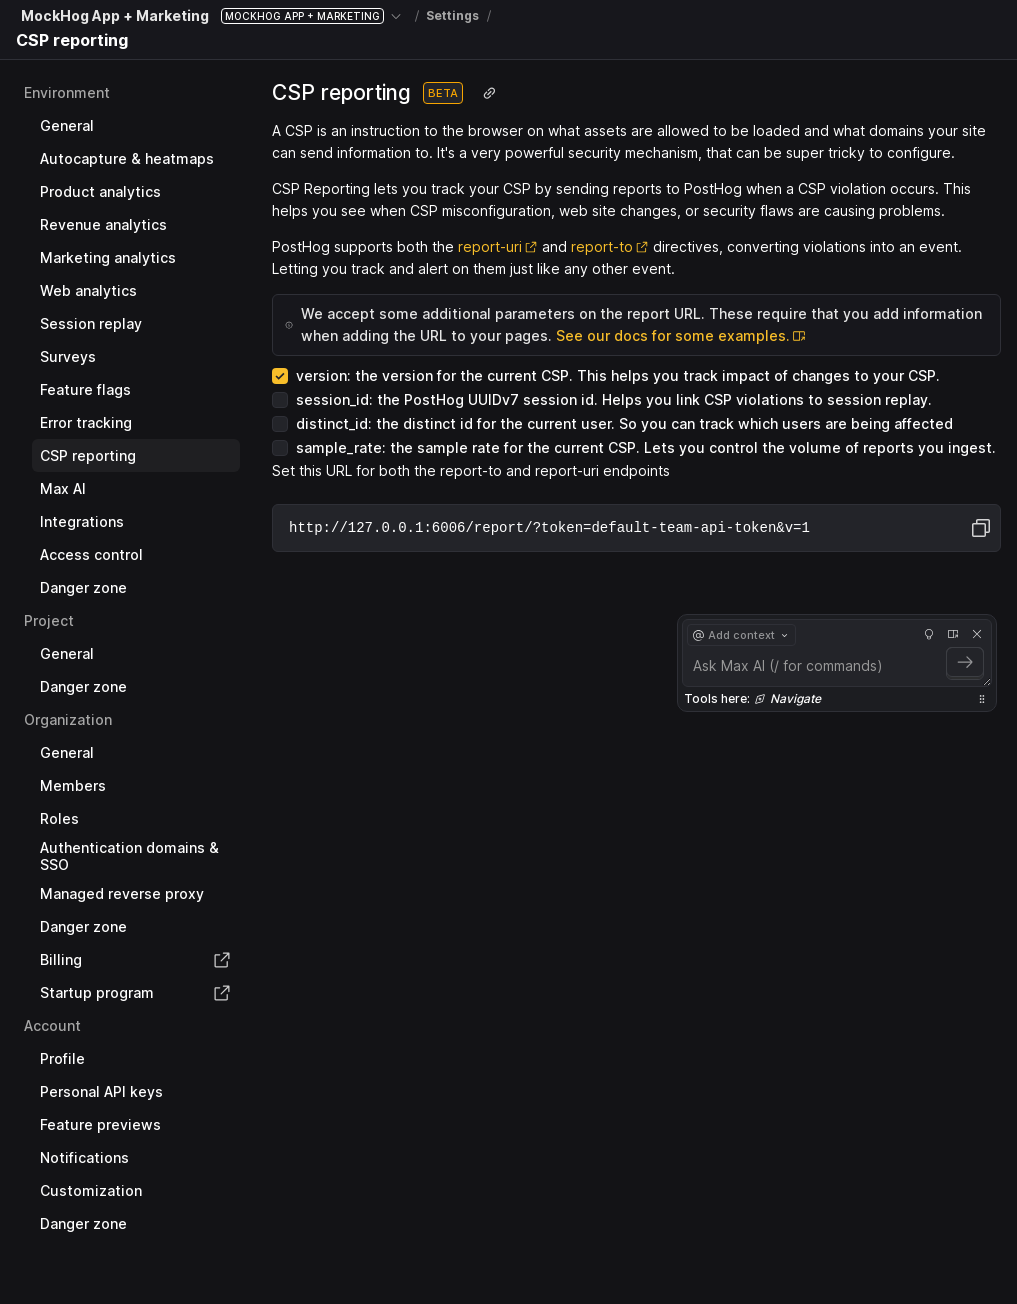 MockHog App + Marketing MOCKHOG APP + MARKETING / Settings /
CSP reporting
Environment
General
Autocapture & heatmaps
Product analytics
Revenue analytics
Marketing analytics
Web analytics
Session replay
Surveys
Feature flags
Error tracking
CSP reporting
Max AI
Integrations
Access control
Danger zone
Project
General
Danger zone
Organization
General
Members
Roles
Authentication domains &
SSO
Managed reverse proxy
Danger zone
Billing
Startup program
Account
Profile
Personal API keys
Feature previews
Notifications
Customization
Danger zone
CSP reporting BETA
A CSP is an instruction to the browser on what assets are allowed to be loaded and what domains your site
can send information to. It's a very powerful security mechanism, that can be super tricky to configure.
CSP Reporting lets you track your CSP by sending reports to PostHog when a CSP violation occurs. This
helps you see when CSP misconfiguration, web site changes, or security flaws are causing problems.
PostHog supports both the report-uri and report-to directives, converting violations into an event.
Letting you track and alert on them just like any other event.
We accept some additional parameters on the report URL. These require that you add information
when adding the URL to your pages. See our docs for some examples.
version: the version for the current CSP. This helps you track impact of changes to your CSP.
session_id: the PostHog UUIDv7 session id. Helps you link CSP violations to session replay.
distinct_id: the distinct id for the current user. So you can track which users are being affected
sample_rate: the sample rate for the current CSP. Lets you control the volume of reports you ingest.
Set this URL for both the report-to and report-uri endpoints
http://127.0.0.1:6006/report/?token=default-team-api-token&v=1
@ Add context
Ask Max AI (/ for commands)
Tools here: Navigate